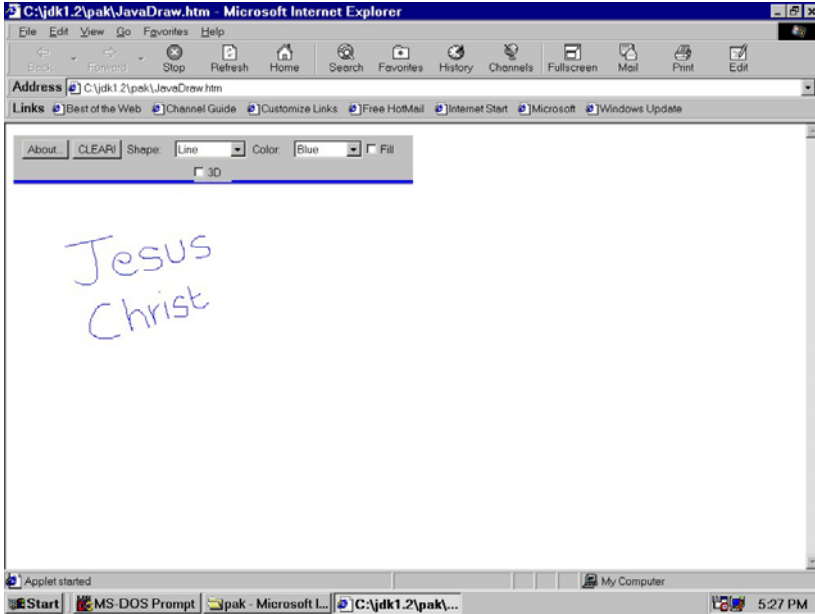 C:\jdk1.2\pak\JavaDraw.htm - Microsoft Internet Explorer
File Edit View Go Favorites Help
Back Forward Stop Refresh Home Search Favorites History Channels Fullscreen Mail Print Edit
Address C:\jdk1.2\pak\JavaDraw.htm
Links Best of the Web Channel Guide Customize Links Free HotMail Internet Start Microsoft Windows Update
About.. CLEAR! Shape: Line Color: Blue Fill
3D
Jesus
Christ
Applet started My Computer
Start MS-DOS Prompt pak - Microsoft I... C:\jdk1.2\pak\... 5:27 PM